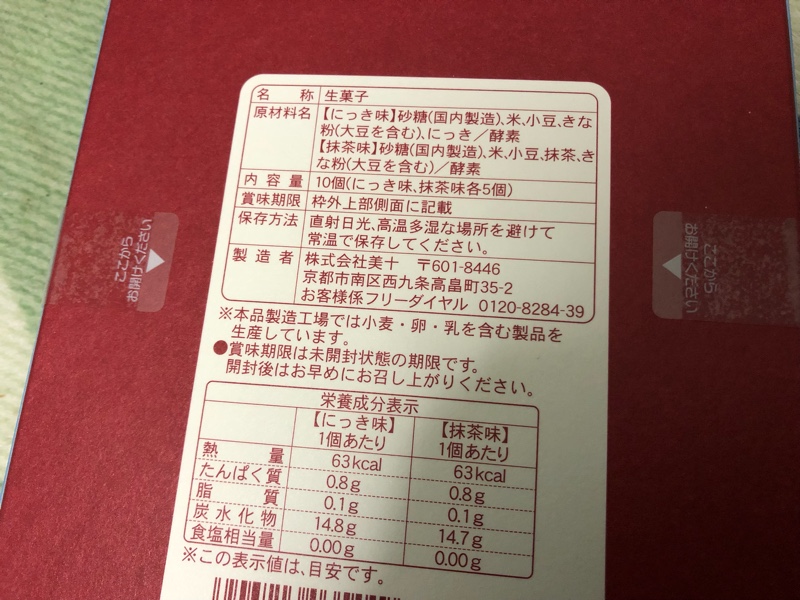 名称 生菓子
原材料名 【にっき味】砂糖(国内製造)、米、小豆、きな
粉(大豆を含む)、にっき／酵素
【抹茶味】砂糖(国内製造)、米、小豆、抹茶、き
な粉(大豆を含む)／酵素
内容量 10個(にっき味、抹茶味各5個)
賞味期限 枠外上部側面に記載
保存方法 直射日光、高温多湿な場所を避けて
常温で保存してください。
製造者 株式会社美十 〒601-8446
京都市南区西九条高畠町35-2
お客様係フリーダイヤル 0120-8284-39
※本品製造工場では小麦・卵・乳を含む製品を
生産しています。
●賞味期限は未開封状態の期限です。
開封後はお早めにお召し上がりください。
栄養成分表示
【にっき味】 【抹茶味】
1個あたり 1個あたり
熱量 63kcal 63kcal
たんぱく質 0.8g 0.8g
脂質 0.1g 0.1g
炭水化物 14.8g 14.7g
食塩相当量 0.00g 0.00g
※この表示値は、目安です。
ここから
お開けください
ここから
お開けください